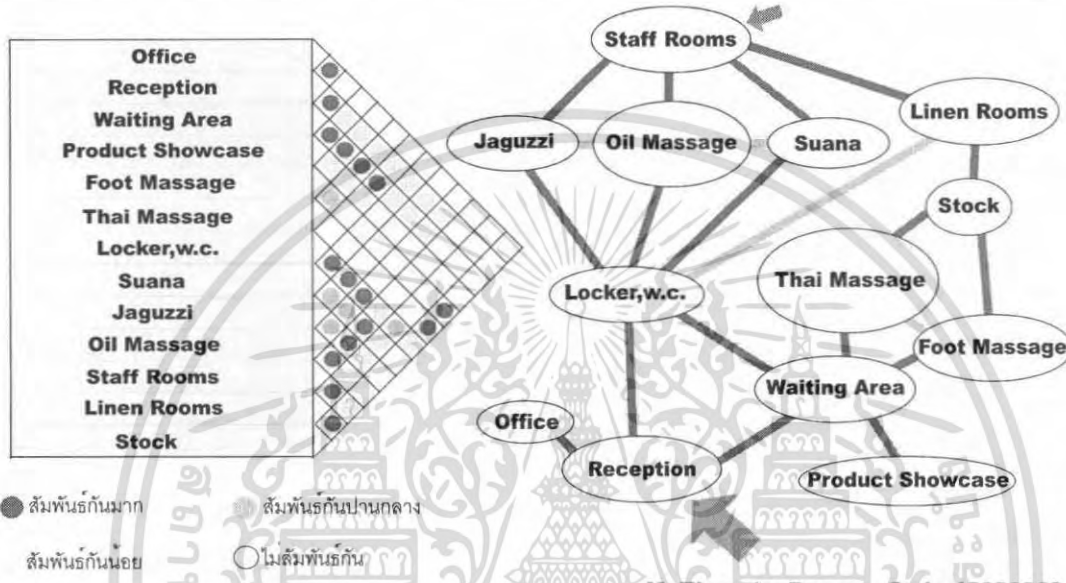 Office
Reception
Waiting Area
Product Showcase
Foot Massage
Thai Massage
Locker,w.c.
Suana
Jaguzzi
Oil Massage
Staff Rooms
Linen Rooms
Stock
สัมพันธ์กันมาก
สัมพันธ์กันปานกลาง
สัมพันธ์กันน้อย
ไม่สัมพันธ์กัน
Staff Rooms
Linen Rooms
Jaguzzi
Oil Massage
Suana
Stock
Thai Massage
Locker,w.c.
Foot Massage
Waiting Area
Office
Reception
Product Showcase